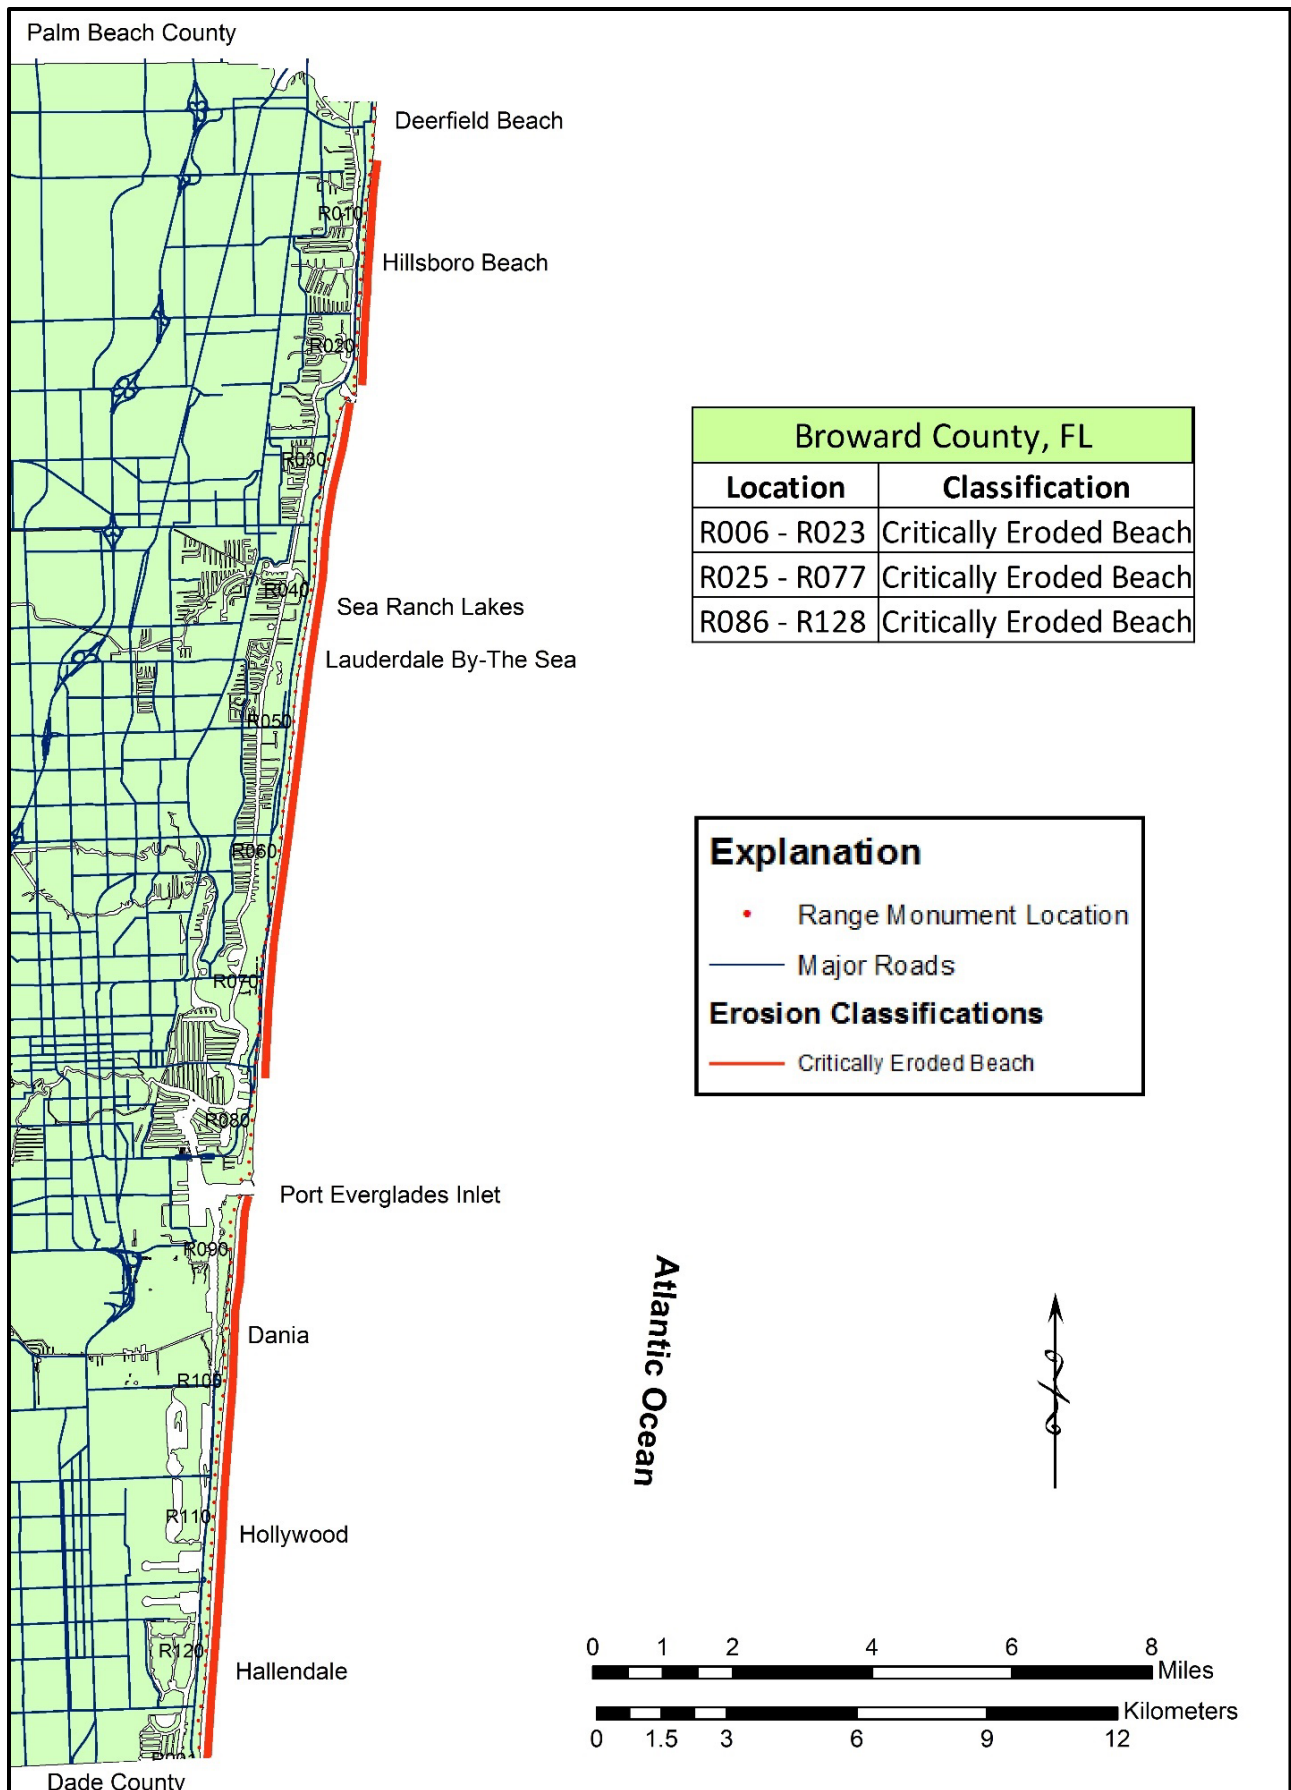 Palm Beach County
Deerfield Beach
R010
Hillsboro Beach
R020
R030
Broward County, FL
Location Classification
R006 - R023 Critically Eroded Beach
R025 - R077 Critically Eroded Beach
R086 - R128 Critically Eroded Beach
R040
Sea Ranch Lakes
Lauderdale By-The Sea
R050
R060
Explanation
Range Monument Location
Major Roads
Erosion Classifications
Critically Eroded Beach
R070
R080
Port Everglades Inlet
R090
Atlantic Ocean
Dania
R100
R110
Hollywood
R120
Hallendale
0 1 2 4 6 8
Miles
Kilometers
0 1.5 3 6 9 12
Dade County